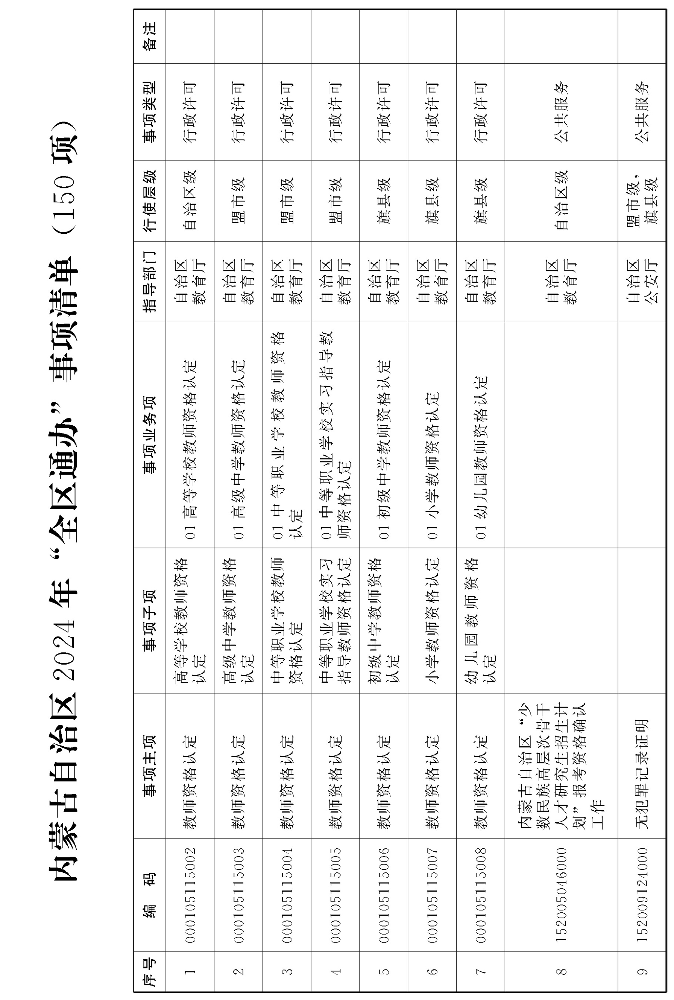 内蒙古自治区 2024 年“全区通办”事项清单（150 项）
序号 编 码 事项主项 事项子项 事项业务项 指导部门 行使层级 事项类型 备注
1 000105115002 教师资格认定 高等学校教师资格 01 高等学校教师资格认定 自治区 自治区级 行政许可
认定 教育厅
2 000105115003 教师资格认定 高级中学教师资格 01 高级中学教师资格认定 自治区 盟市级 行政许可
认定 教育厅
3 000105115004 教师资格认定 中等职业学校教师 01 中等职业学校教师资格 自治区 盟市级 行政许可
资格认定 认定 教育厅
4 000105115005 教师资格认定 中等职业学校实习 01 中等职业学校实习指导教 自治区 盟市级 行政许可
指导教师资格认定 师资格认定 教育厅
5 000105115006 教师资格认定 初级中学教师资格 01 初级中学教师资格认定 自治区 旗县级 行政许可
认定 教育厅
6 000105115007 教师资格认定 小学教师资格认定 01 小学教师资格认定 自治区 旗县级 行政许可
教育厅
7 000105115008 教师资格认定 幼儿园教师资格 01 幼儿园教师资格认定 自治区 旗县级 行政许可
认定 教育厅
内蒙古自治区“少
数民族高层次骨干 自治区
8 152005046000 人才研究生招生计 教育厅 自治区级 公共服务
划”报考资格确认
工作
9 152009124000 无犯罪记录证明 自治区 盟市级， 公共服务
公安厅 旗县级